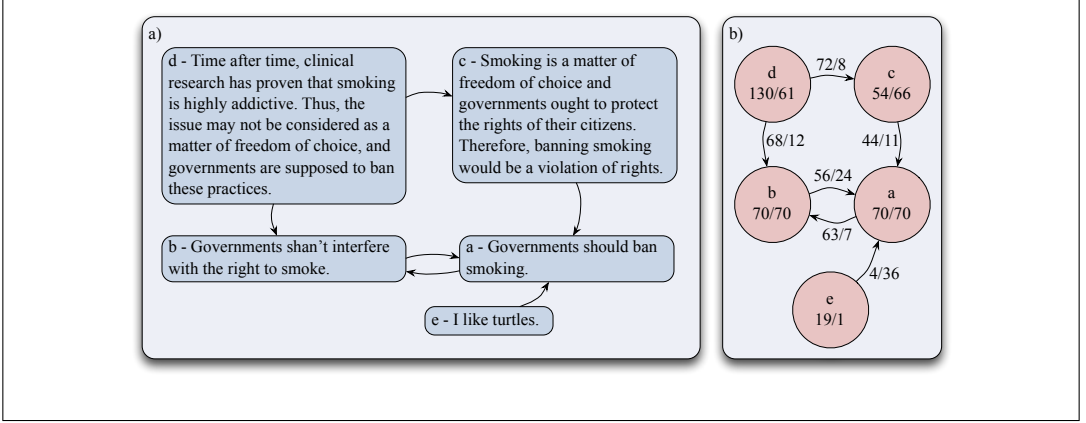 a)
d - Time after time, clinical
research has proven that smoking
is highly addictive. Thus, the
issue may not be considered as a
matter of freedom of choice, and
governments are supposed to ban
these practices.
c - Smoking is a matter of
freedom of choice and
governments ought to protect
the rights of their citizens.
Therefore, banning smoking
would be a violation of rights.
b - Governments shan’t interfere
with the right to smoke.
a - Governments should ban
smoking.
e - I like turtles.
b)
d
130/61
72/8
c
54/66
68/12
44/11
b
70/70
56/24
63/7
a
70/70
4/36
e
19/1